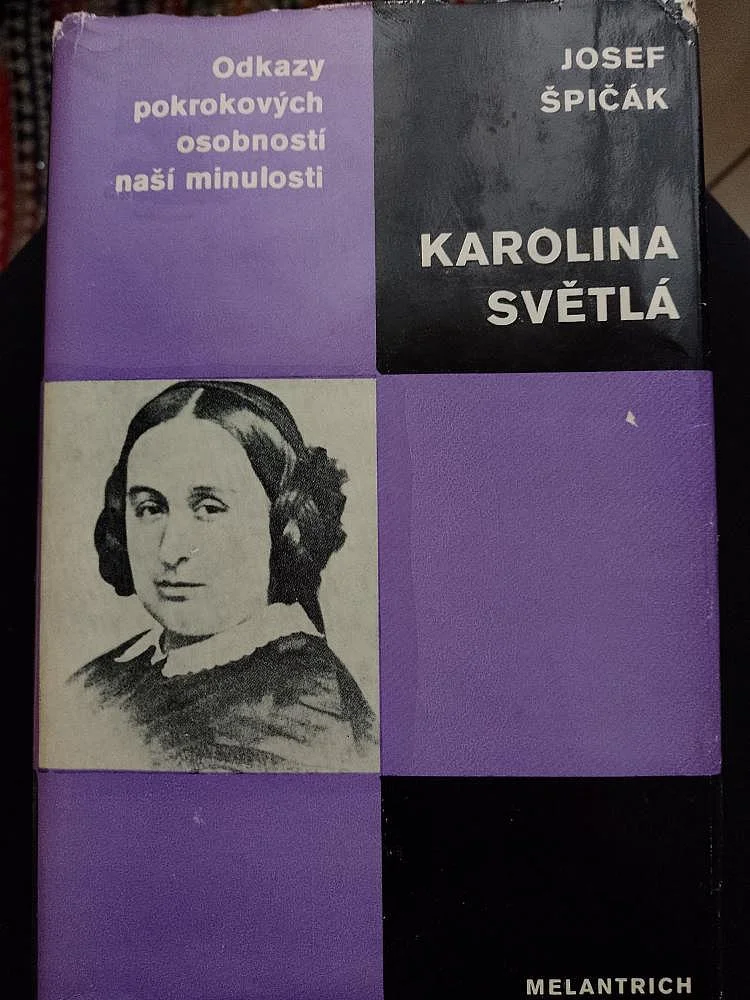 Odkazy
pokrokových
osobností
naší minulosti
JOSEF
ŠPIČÁK
KAROLINA
SVĚTLÁ
MELANTRICH